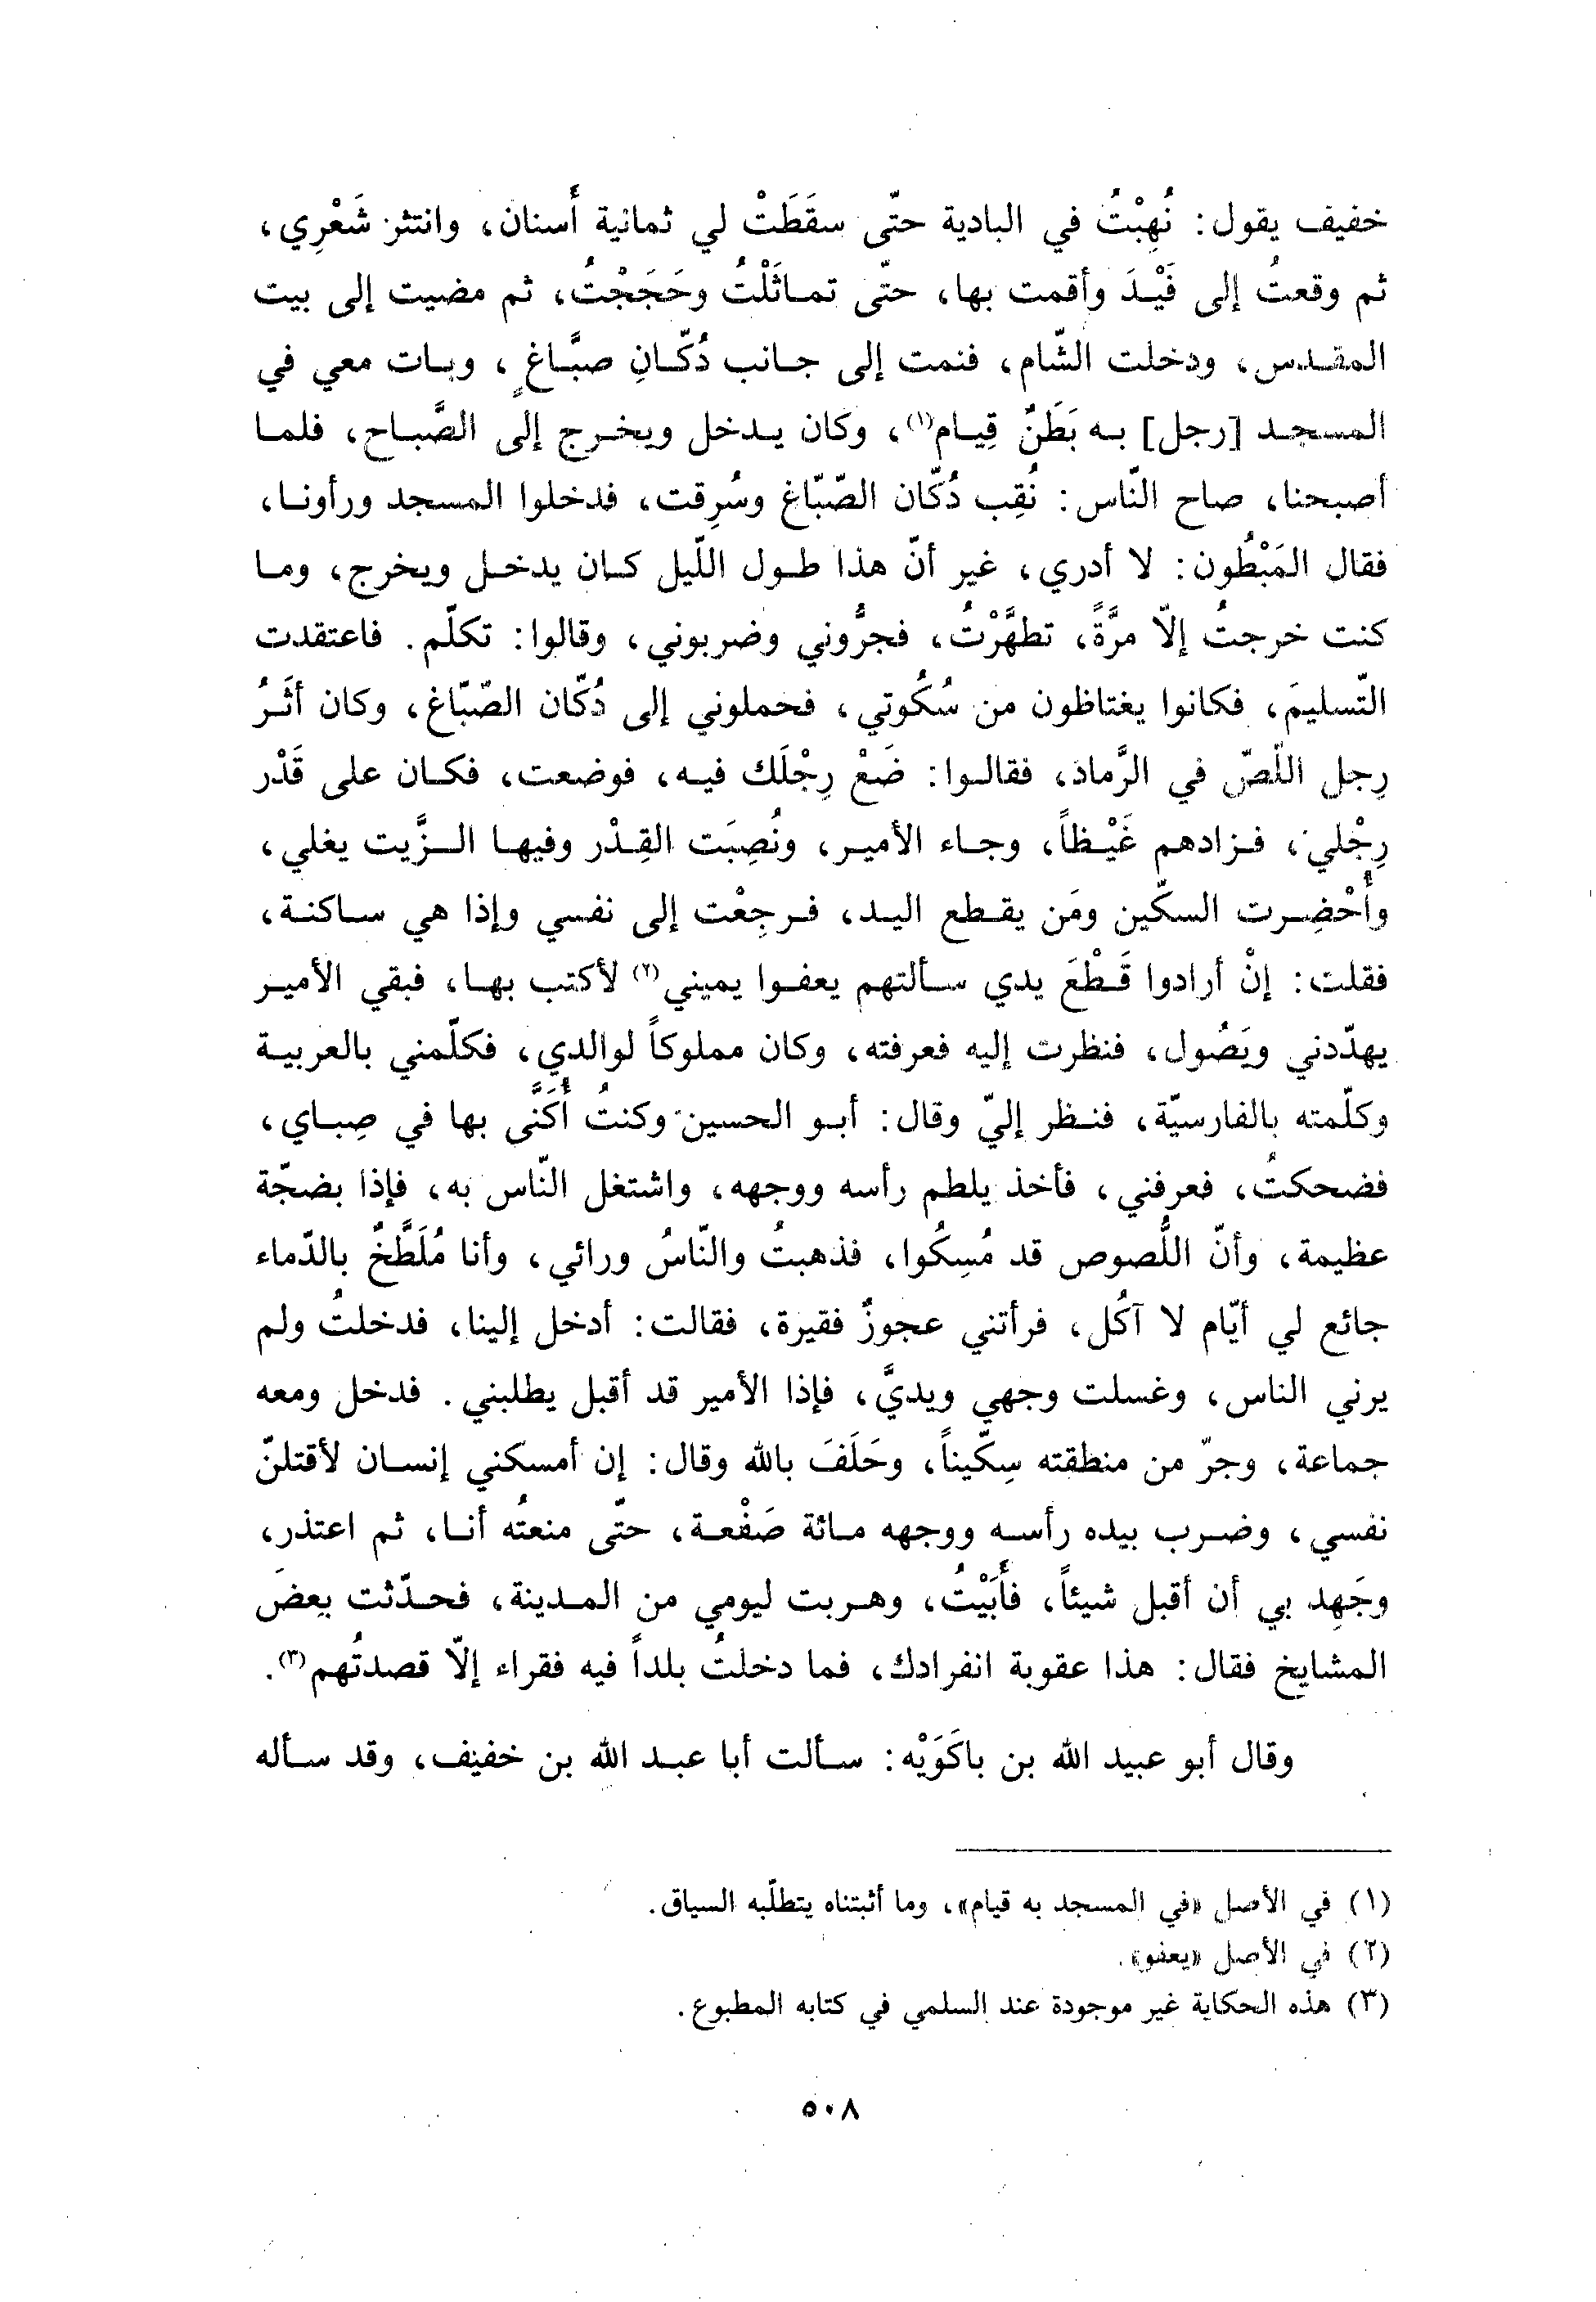 خفيف يقول: نُهِبْتُ في البادية حتّى سقَطَتْ لي ثمانية أَسنان، وانتثر شَعْرِي،
ثم وقعتُ إلى فَيْدَ وأقمت بها، حتّى تماثَلْتُ وحَجَجْتُ، ثم مضيت إلى بيت
المقدس، ودخلت الشّام، فنمت إلى جانب دُكّانِ صبَّاغٍ، وبات معي في
المسجد [رجل] به بَطَنٌ قِيام(١)، وكان يدخل ويخرج إلى الصَّباح، فلما
أصبحنا، صاح النّاس: نُقِب دُكّان الصّبّاغ وسُرِقت، فدخلوا المسجد ورأونا،
فقال المَبْطُون: لا أدري، غير أنّ هذا طول اللّيل كان يدخل ويخرج، وما
كنت خرجتُ إلّا مرَّةً، تطهَّرْتُ، فجرُّوني وضربوني، وقالوا: تكلّم. فاعتقدت
التّسليمَ، فكانوا يغتاظون من سُكُوتي، فحملوني إلى دُكّان الصّبّاغ، وكان أثَرُ
رِجل اللّصّ في الرَّماد، فقالوا: ضَعْ رِجْلَك فيه، فوضعت، فكان على قَدْر
رِجْلي، فزادهم غَيْظاً، وجاء الأمير، ونُصِبَت القِدْر وفيها الزَّيت يغلي،
وأُحْضِرت السكّين ومَن يقطع اليد، فرجِعْت إلى نفسي وإذا هي ساكنة،
فقلت: إنْ أرادوا قَطْعَ يدي سألتهم يعفوا يميني(٢) لأكتب بها، فبقي الأمير
يهدّدني ويَصُول، فنظرت إليه فعرفته، وكان مملوكاً لوالدي، فكلّمني بالعربية
وكلّمته بالفارسيّة، فنظر إليّ وقال: أبو الحسين وكنتُ أُكَنَّى بها في صِباي،
فضحكتُ، فعرفني، فأخذ يلطم رأسه ووجهه، واشتغل النّاس به، فإذا بضجّة
عظيمة، وأنّ اللُّصوص قد مُسِكُوا، فذهبتُ والنّاسُ ورائي، وأنا مُلَطَّخٌ بالدّماء
جائع لي أيّام لا آكُل، فرأتني عجوزٌ فقيرة، فقالت: أدخل إلينا، فدخلتُ ولم
يرني الناس، وغسلت وجهي ويديَّ، فإذا الأمير قد أقبل يطلبني. فدخل ومعه
جماعة، وجرّ من منطقته سِكّيناً، وحَلَفَ بالله وقال: إن أمسكني إنسان لأقتلنّ
نفسي، وضرب بيده رأسه ووجهه مائة صَفْعة، حتّى منعتُه أنا، ثم اعتذر،
وجَهِد بي أن أقبل شيئاً، فأَبَيْتُ، وهربت ليومي من المدينة، فحدّثت بعضَ
المشايخ فقال: هذا عقوبة انفرادك، فما دخلتُ بلداً فيه فقراء إلّا قصدتُهم(٣).
وقال أبو عبيد الله بن باكَوَيْه: سألت أبا عبد الله بن خفيف، وقد سأله
(١) في الأصل «في المسجد به قيام»، وما أثبتناه يتطلّبه السياق.
(٢) في الأصل «يعفو».
(٣) هذه الحكاية غير موجودة عند السلمي في كتابه المطبوع.
٥٠٨